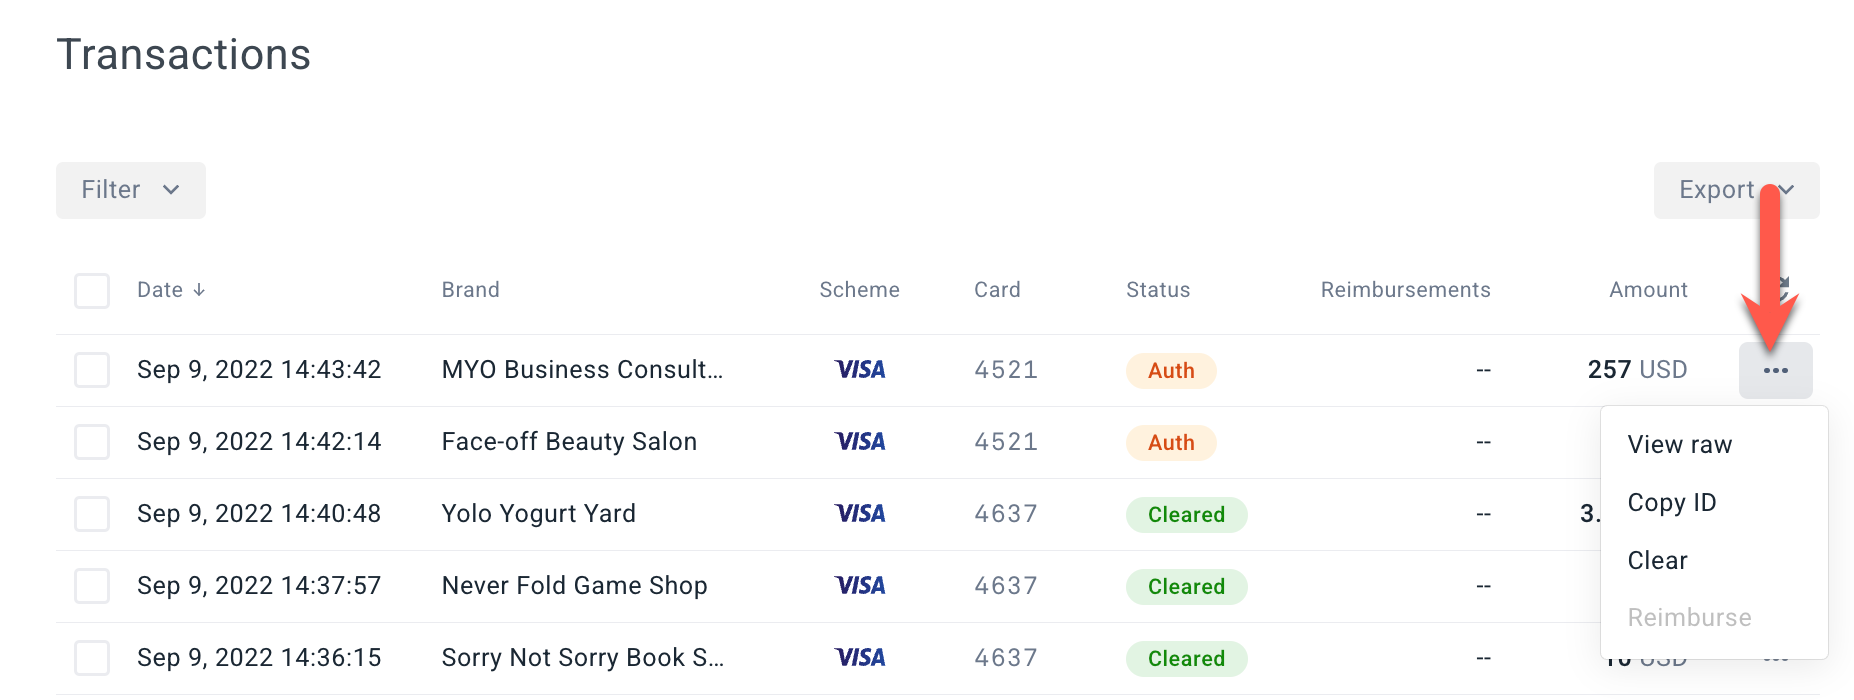 Transactions
Filter
Export
Date ↓ Brand Scheme Card Status Reimbursements Amount
Sep 9, 2022 14:43:42 MYO Business Consult... VISA 4521 Auth -- 257 USD ...
Sep 9, 2022 14:42:14 Face-off Beauty Salon VISA 4521 Auth --
View raw
Sep 9, 2022 14:40:48 Yolo Yogurt Yard VISA 4637 Cleared -- 3.
Copy ID
Sep 9, 2022 14:37:57 Never Fold Game Shop VISA 4637 Cleared --
Clear
Reimburse
Sep 9, 2022 14:36:15 Sorry Not Sorry Book S... VISA 4637 Cleared -- USD